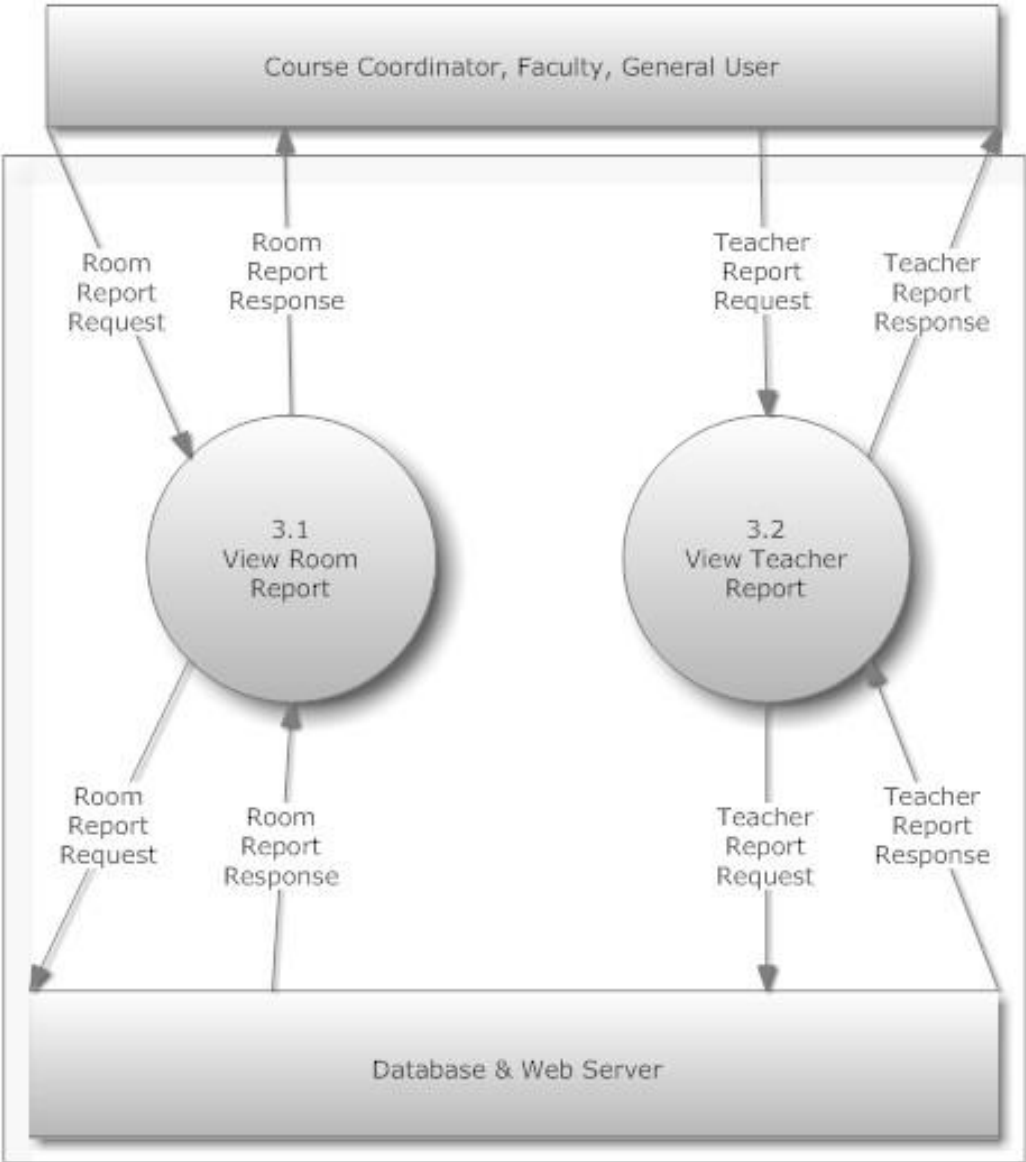 Course Coordinator, Faculty, General User
Room
Report
Request
Room
Report
Response
Teacher
Report
Request
Teacher
Report
Response
3.1
View Room
Report
3.2
View Teacher
Report
Room
Report
Request
Room
Report
Response
Teacher
Report
Request
Teacher
Report
Response
Database & Web Server